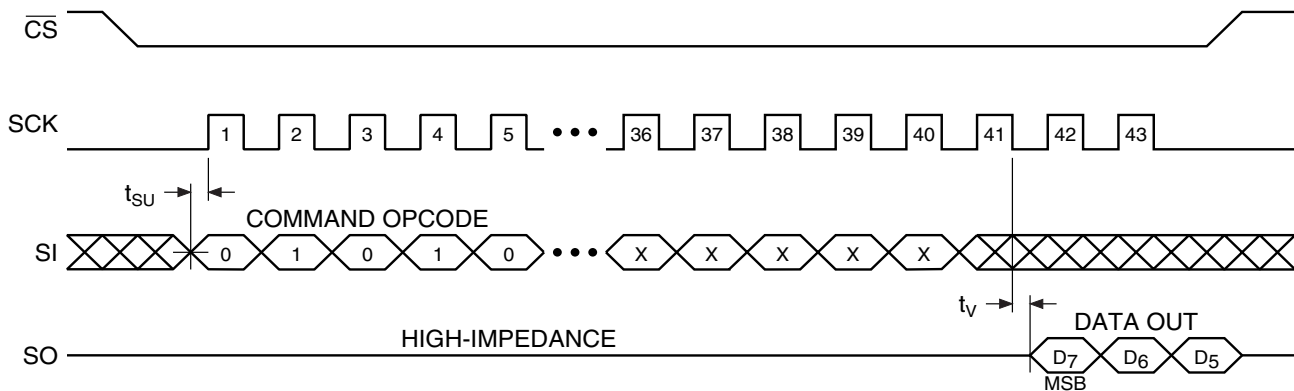 CS
SCK 1 2 3 4 5 ••• 36 37 38 39 40 41 42 43
tSU
COMMAND OPCODE
SI 0 1 0 1 0 ••• X X X X X
tV
HIGH-IMPEDANCE
DATA OUT
SO D7 D6 D5
MSB